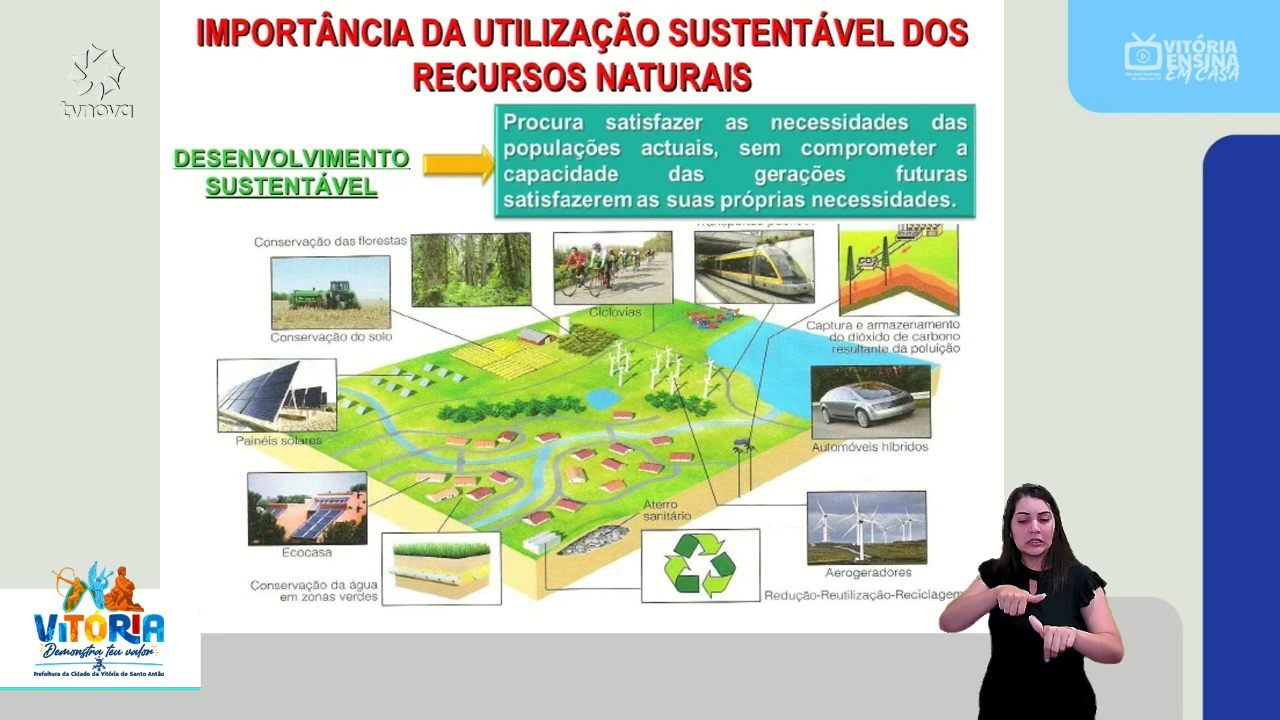 IMPORTÂNCIA DA UTILIZAÇÃO SUSTENTÁVEL DOS
RECURSOS NATURAIS
tvnova
VITÓRIA
ENSINA
EM CASA
DESENVOLVIMENTO
SUSTENTÁVEL
Procura satisfazer as necessidades das
populações actuais, sem comprometer a
capacidade das gerações futuras
satisfazerem as suas próprias necessidades.
Conservação das florestas
Ciclovias
Conservação do solo
Captura e armazenamento
do dióxido de carbono
resultante da poluição
Painéis solares
Automóveis híbridos
Aterro
sanitário
Ecocasa
Aerogeradores
Conservação da água
em zonas verdes
Redução-Reutilização-Reciclagem
VITÓRIA
Demonstra teu valor
Prefeitura da Cidade da Vitória de Santo Antão